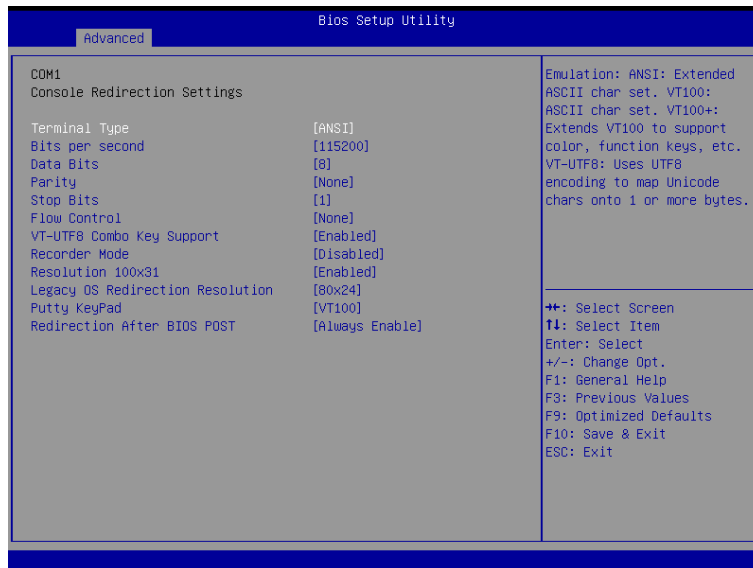 Bios Setup Utility
Advanced
COM1
Console Redirection Settings
Terminal Type [ANSI]
Bits per second [115200]
Data Bits [8]
Parity [None]
Stop Bits [1]
Flow Control [None]
VT-UTF8 Combo Key Support [Enabled]
Recorder Mode [Disabled]
Resolution 100x31 [Enabled]
Legacy OS Redirection Resolution [80x24]
Putty KeyPad [VT100]
Redirection After BIOS POST [Always Enable]
Emulation: ANSI: Extended
ASCII char set. VT100:
ASCII char set. VT100+:
Extends VT100 to support
color, function keys, etc.
VT-UTF8: Uses UTF8
encoding to map Unicode
chars onto 1 or more bytes.
→←: Select Screen
↑↓: Select Item
Enter: Select
+/-: Change Opt.
F1: General Help
F3: Previous Values
F9: Optimized Defaults
F10: Save & Exit
ESC: Exit